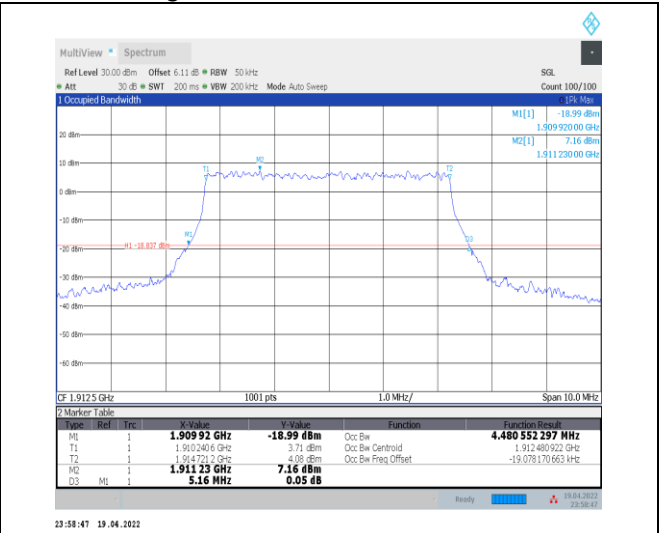 MultiView Spectrum
Ref Level 30.00 dBm Offset 6.11 dB RBW 50 kHz SGL
Att 30 dB SWT 200 ms VBW 200 kHz Mode Auto Sweep Count 100/100
1 Occupied Bandwidth 1Pk Max
M1[1] -18.99 dBm
1.90992000 GHz
20 dBm M2[1] 7.16 dBm
1.91123000 GHz
10 dBm T1 M2 T2
0 dBm
-10 dBm
M1 D3
-20 dBm H1 -18.837 dBm
-30 dBm
-40 dBm
-50 dBm
-60 dBm
CF 1.9125 GHz 1001 pts 1.0 MHz/ Span 10.0 MHz
2 Marker Table
Type Ref Trc X-Value Y-Value Function Function Result
M1 1 1.909 92 GHz -18.99 dBm Occ Bw 4.480 552 297 MHz
T1 1 1.910 240 6 GHz 3.71 dBm Occ Bw Centroid 1.912 480 922 GHz
T2 1 1.914 721 2 GHz 4.08 dBm Occ Bw Freq Offset -19.078 170 663 kHz
M2 1 1.911 23 GHz 7.16 dBm
D3 M1 1 5.16 MHz 0.05 dB
Ready 19.04.2022
23:58:47
23:58:47 19.04.2022